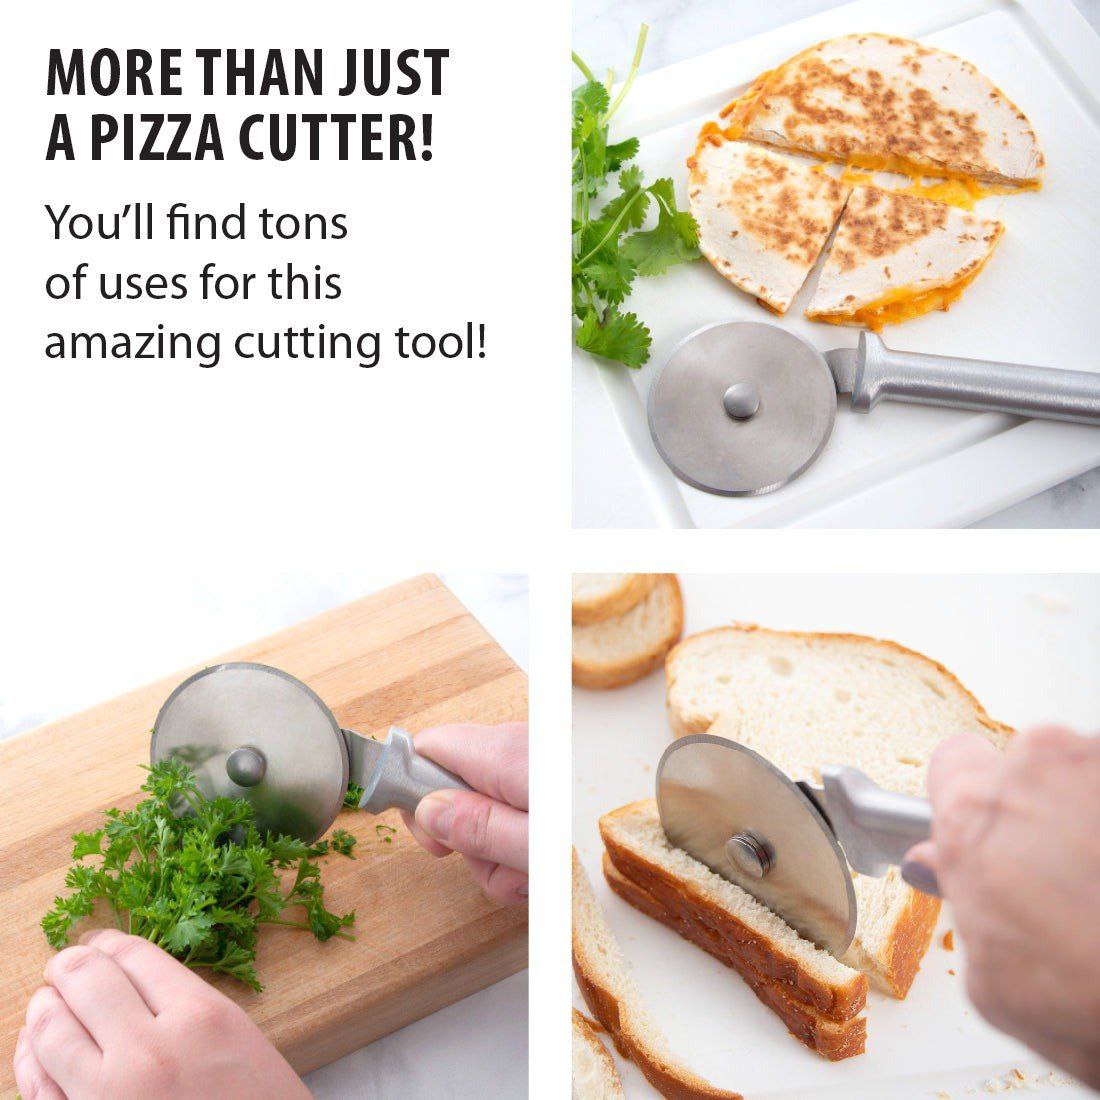 MORE THAN JUST
A PIZZA CUTTER!
You’ll find tons
of uses for this
amazing cutting tool!